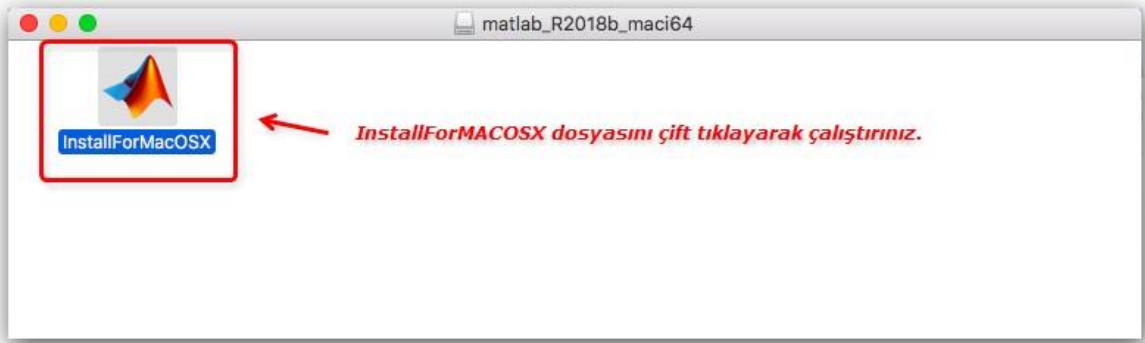 matlab_R2018b_maci64
InstallForMacOSX
InstallForMACOSX dosyasını çift tıklayarak çalıştırınız.